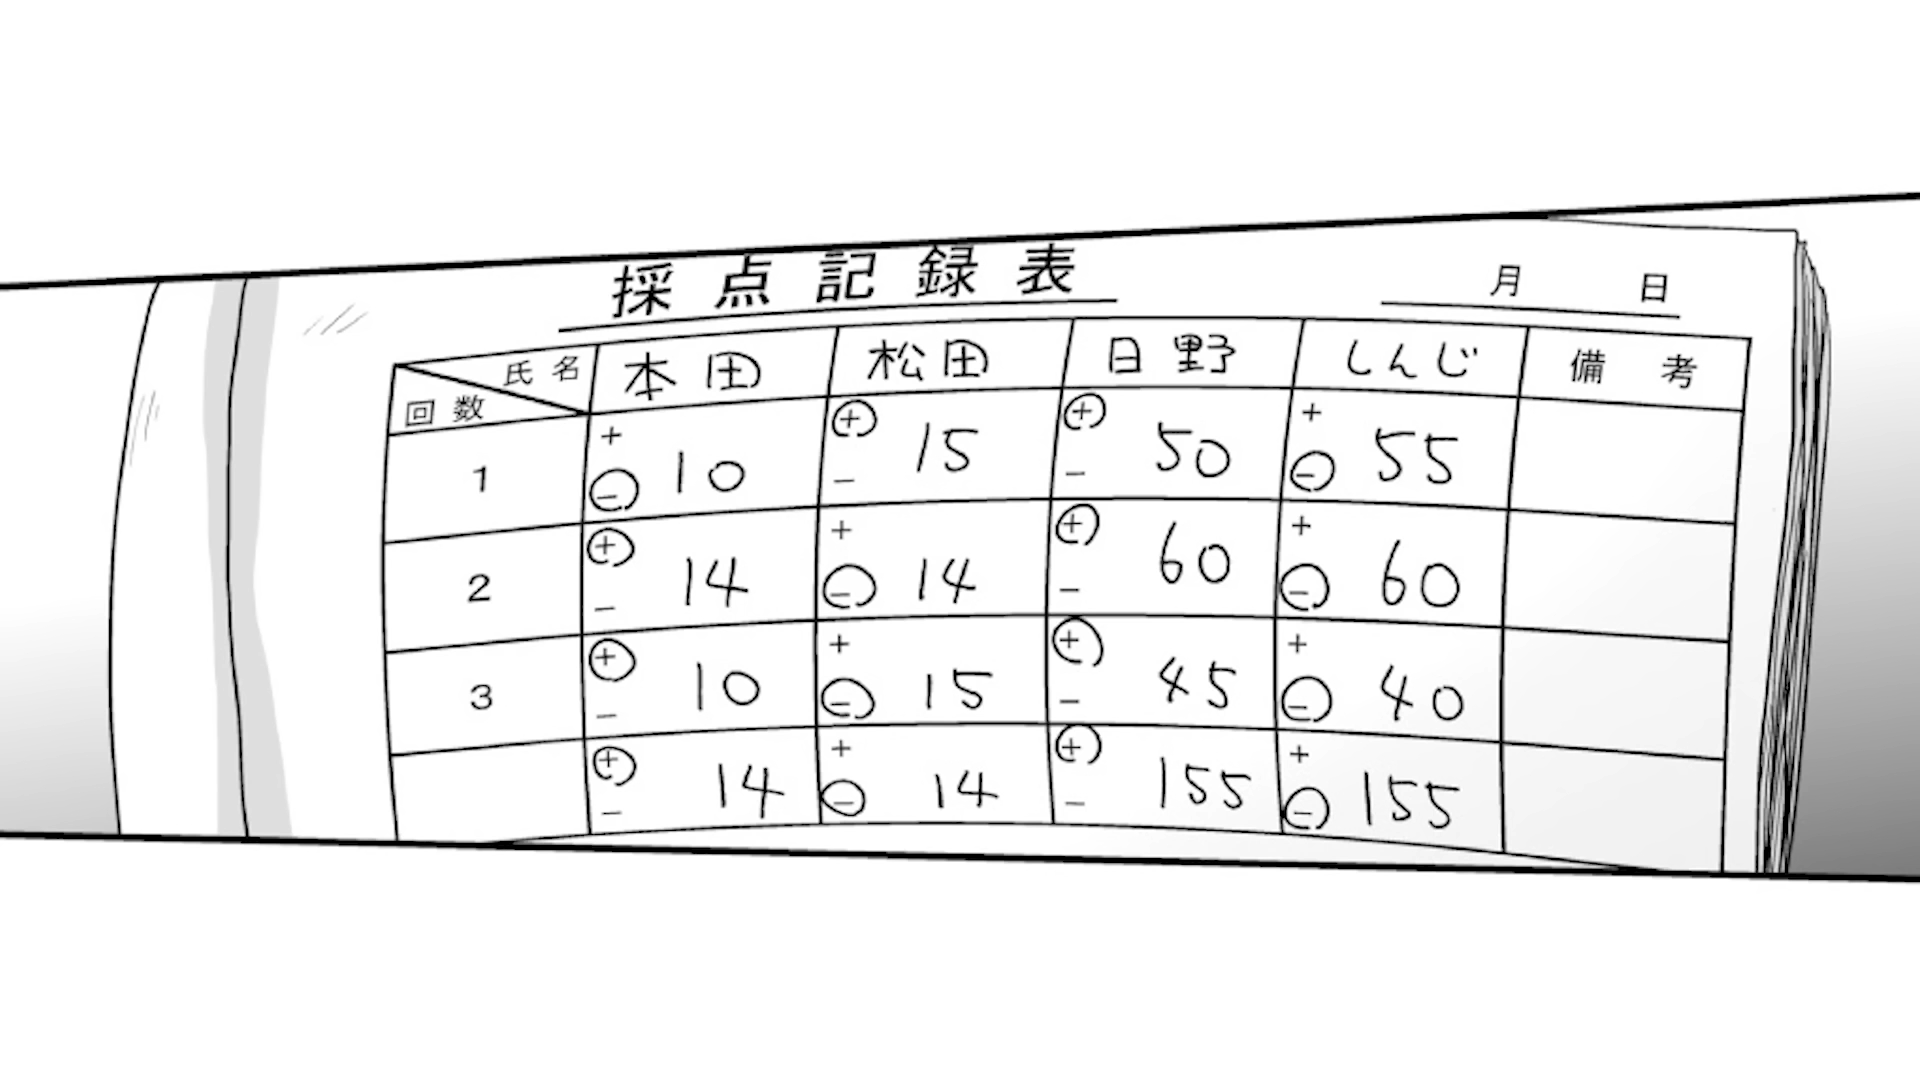 採点記録表
月 日
氏名 回数 本田 松田 日野 しんじ 備考
1 + ⊖ 10 ⊕ - 15 ⊕ - 50 + ⊖ 55
2 ⊕ - 14 + ⊖ 14 ⊕ - 60 + ⊖ 60
3 ⊕ - 10 + ⊖ 15 ⊕ - 45 + ⊖ 40
⊕ - 14 + ⊖ 14 ⊕ - 155 + ⊖ 155